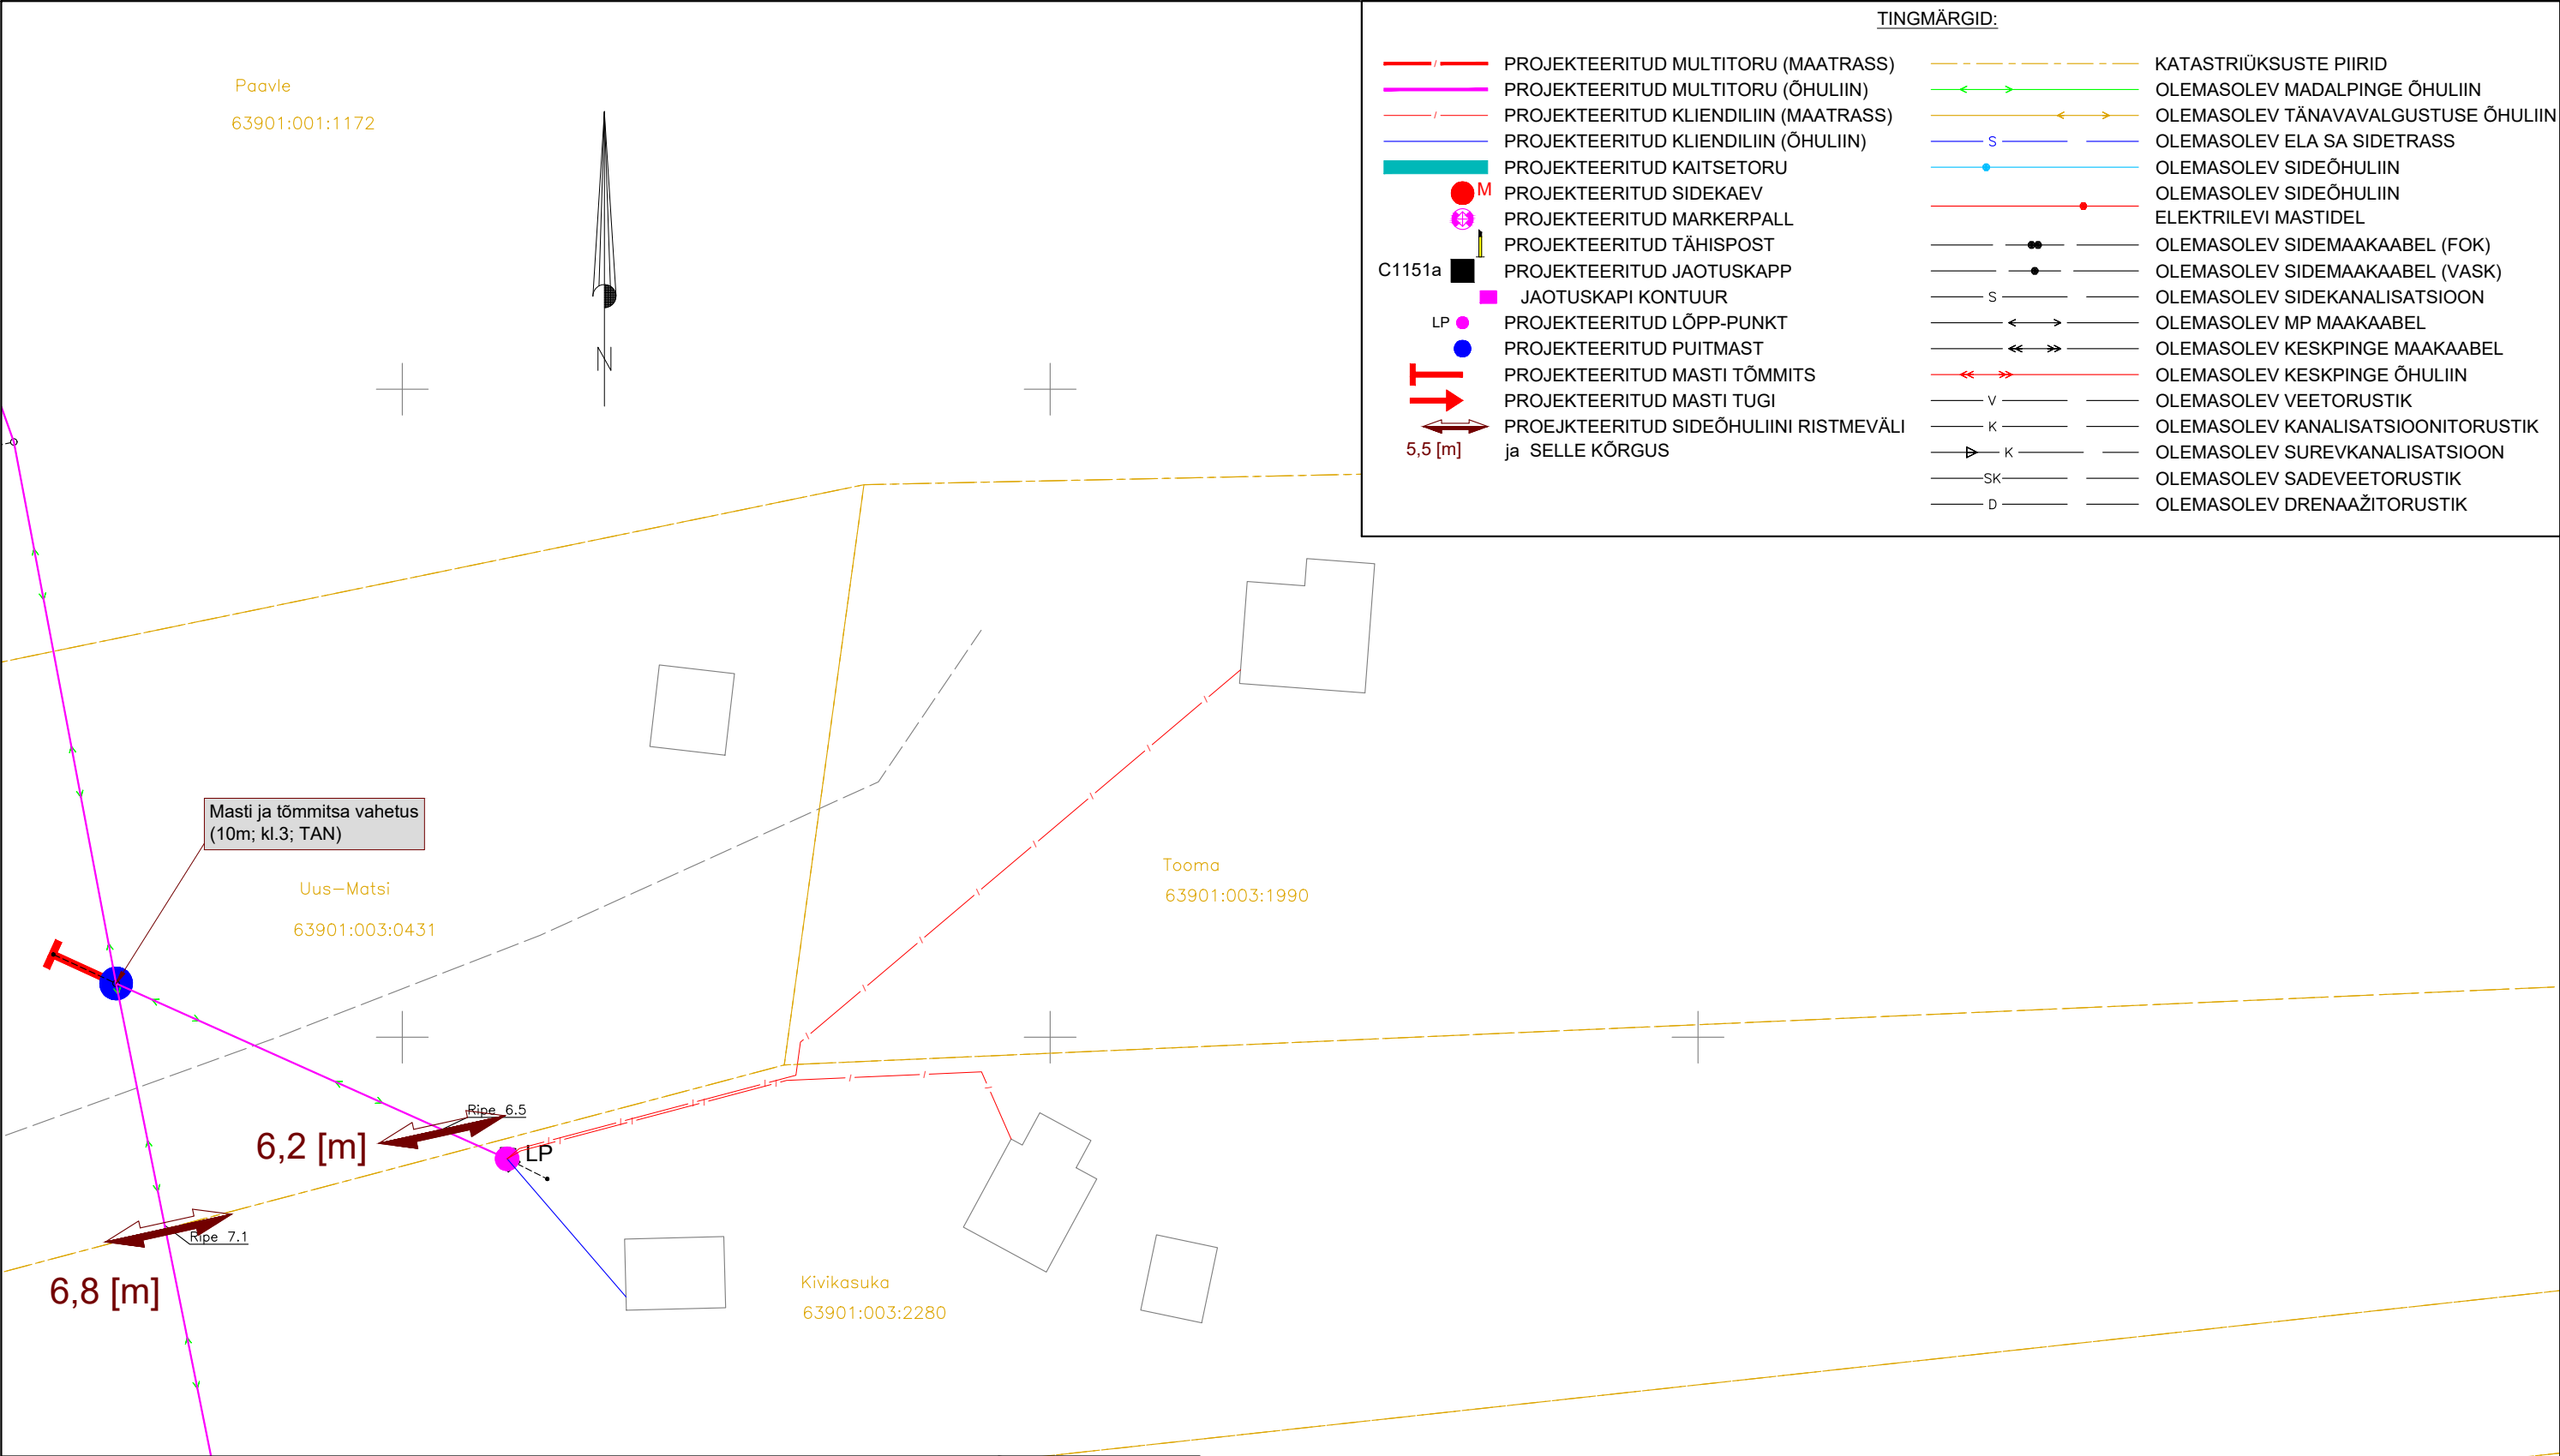 TINGMÄRGID:
PROJEKTEERITUD MULTITORU (MAATRASS)
PROJEKTEERITUD MULTITORU (ÕHULIIN)
PROJEKTEERITUD KLIENDILIIN (MAATRASS)
PROJEKTEERITUD KLIENDILIIN (ÕHULIIN)
PROJEKTEERITUD KAITSETORU
M PROJEKTEERITUD SIDEKAEV
PROJEKTEERITUD MARKERPALL
PROJEKTEERITUD TÄHISPOST
C1151a PROJEKTEERITUD JAOTUSKAPP
JAOTUSKAPI KONTUUR
LP PROJEKTEERITUD LÕPP-PUNKT
PROJEKTEERITUD PUITMAST
PROJEKTEERITUD MASTI TÕMMITS
PROJEKTEERITUD MASTI TUGI
PROEJKTEERITUD SIDEÕHULIINI RISTMEVÄLI
5,5 [m] ja SELLE KÕRGUS
KATASTRIÜKSUSTE PIIRID
OLEMASOLEV MADALPINGE ÕHULIIN
OLEMASOLEV TÄNAVAVALGUSTUSE ÕHULIIN
S OLEMASOLEV ELA SA SIDETRASS
OLEMASOLEV SIDEÕHULIIN
OLEMASOLEV SIDEÕHULIIN
ELEKTRILEVI MASTIDEL
OLEMASOLEV SIDEMAAKAABEL (FOK)
OLEMASOLEV SIDEMAAKAABEL (VASK)
S OLEMASOLEV SIDEKANALISATSIOON
OLEMASOLEV MP MAAKAABEL
OLEMASOLEV KESKPINGE MAAKAABEL
OLEMASOLEV KESKPINGE ÕHULIIN
V OLEMASOLEV VEETORUSTIK
K OLEMASOLEV KANALISATSIOONITORUSTIK
K OLEMASOLEV SUREVKANALISATSIOON
SK OLEMASOLEV SADEVEETORUSTIK
D OLEMASOLEV DRENAAŽITORUSTIK
Paavle
63901:001:1172
N
Masti ja tõmmitsa vahetus
(10m; kl.3; TAN)
Uus-Matsi
63901:003:0431
Tooma
63901:003:1990
Ripe 6.5
6,2 [m]
LP
Ripe 7.1
6,8 [m]
Kivikasuka
63901:003:2280